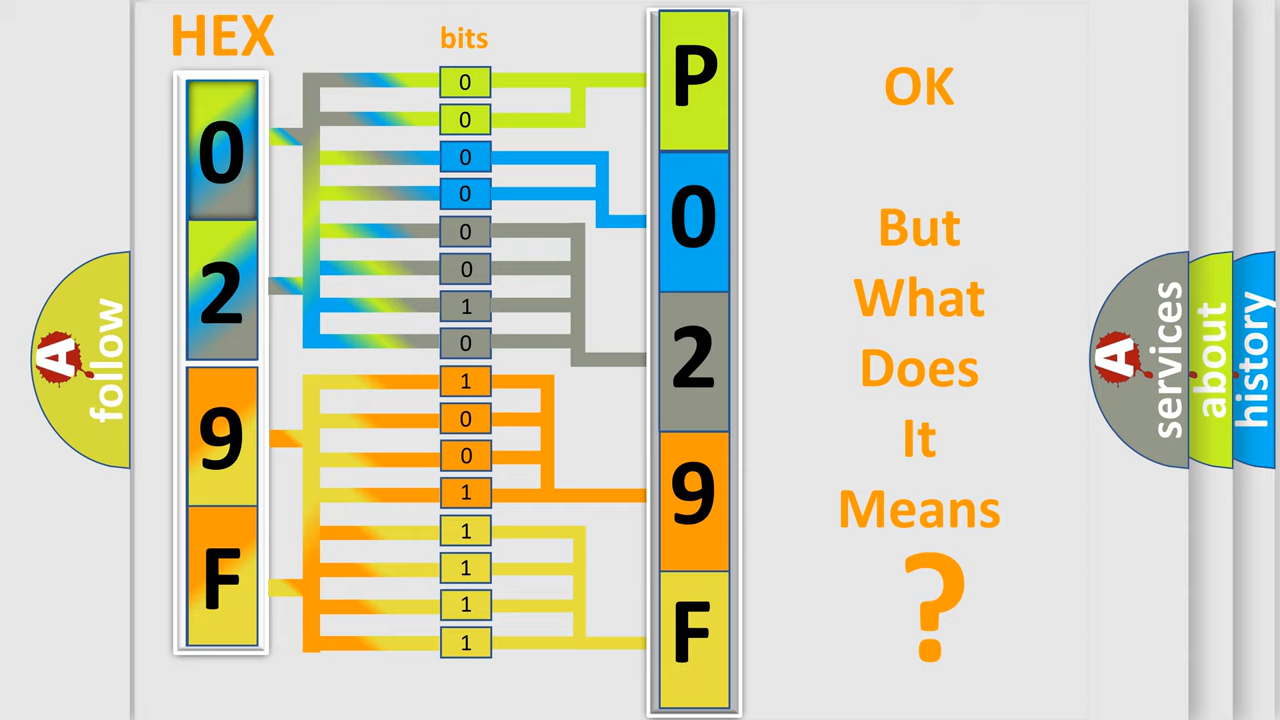 HEX
bits
0
2
9
F
0
0
0
0
0
0
1
0
1
0
0
1
1
1
1
1
P
0
2
9
F
OK
But
What
Does
It
Means
?
A
follow
A
services
about
history